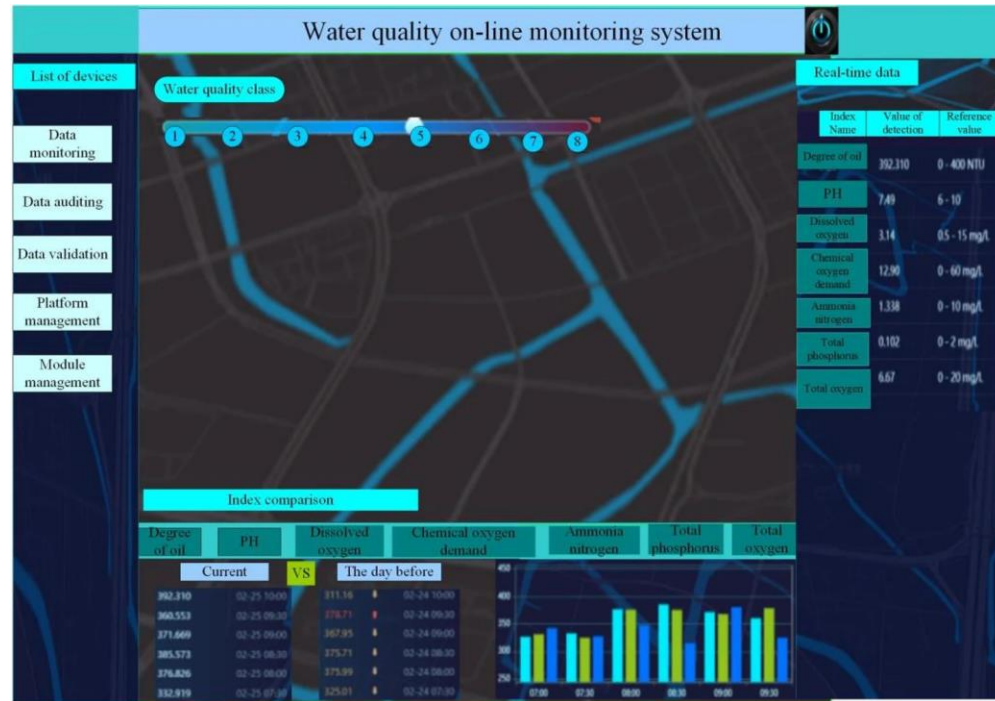 Water quality on-line monitoring system
List of devices
Data
monitoring
Data auditing
Data validation
Platform
management
Module
management
Water quality class
1 2 3 4 5 6 7 8
Real-time data
Index
Name
Value of
detection
Reference
value
Degree of oil 392.310 0 - 400 NTU
PH 7.49 6 - 10
Dissolved
oxygen
3.14 0.5 - 15 mg/L
Chemical
oxygen
demand
12.90 0 - 60 mg/L
Ammonia
nitrogen
1.338 0 - 10 mg/L
Total
phosphorus
0.102 0 - 2 mg/L
Total oxygen 6.67 0 - 20 mg/L
Index comparison
Degree
of oil
PH
Dissolved
oxygen
Chemical oxygen
demand
Ammonia
nitrogen
Total
phosphorus
Total
oxygen
Current VS The day before
392.310 02-25 10:00 311.16 02-24 10:00
360.553 02-25 09:30 378.71 02-24 09:30
371.669 02-25 09:00 367.95 02-24 09:00
385.573 02-25 08:30 375.71 02-24 08:30
376.826 02-25 08:00 375.99 02-24 08:00
332.919 02-25 07:30 325.01 02-24 07:30
450
400
350
300
250
07:00 07:30 08:00 08:30 09:00 09:30